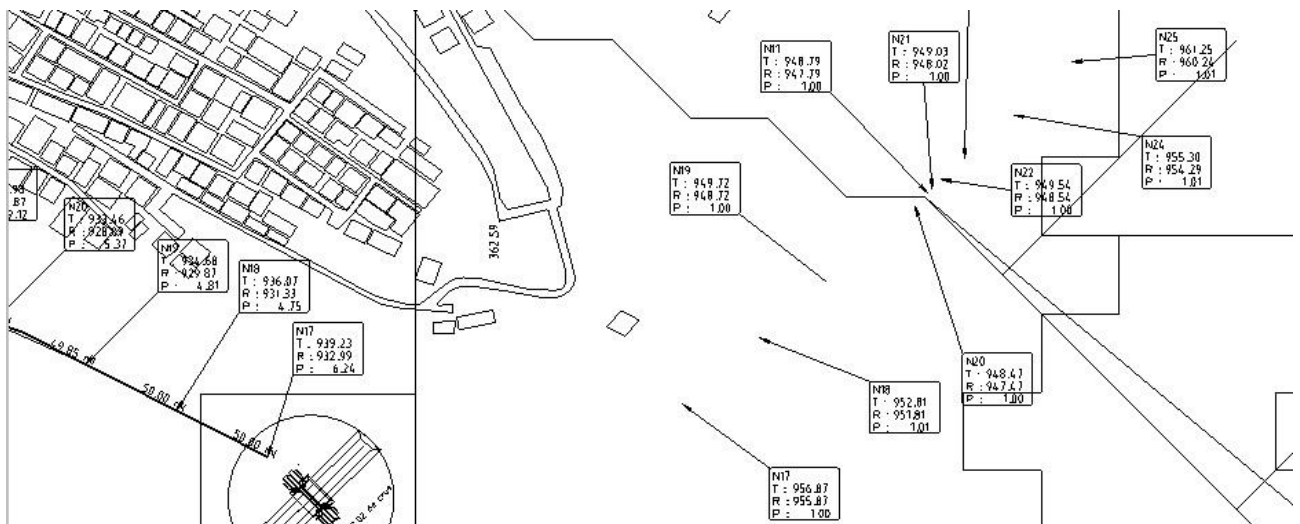 N11
T : 948.79
R : 947.79
P : 1.00
N21
T : 949.03
R : 948.02
P : 1.00
N25
T : 961.25
R : 960.24
P : 1.01
N24
T : 955.30
R : 954.29
P : 1.01
N19
T : 949.72
R : 948.72
P : 1.00
N22
T : 949.54
R : 948.54
P : 1.00
N20
T : 933.46
R : 928.09
P : 5.37
N19
T : 934.68
R : 929.87
P : 4.81
N18
T : 936.07
R : 931.33
P : 4.75
N17
T : 939.23
R : 932.99
P : 6.24
362.59
49.85
50.00
50.00
N20
T : 948.47
R : 947.47
P : 1.00
N18
T : 952.81
R : 951.81
P : 1.01
N17
T : 956.87
R : 955.87
P : 1.00